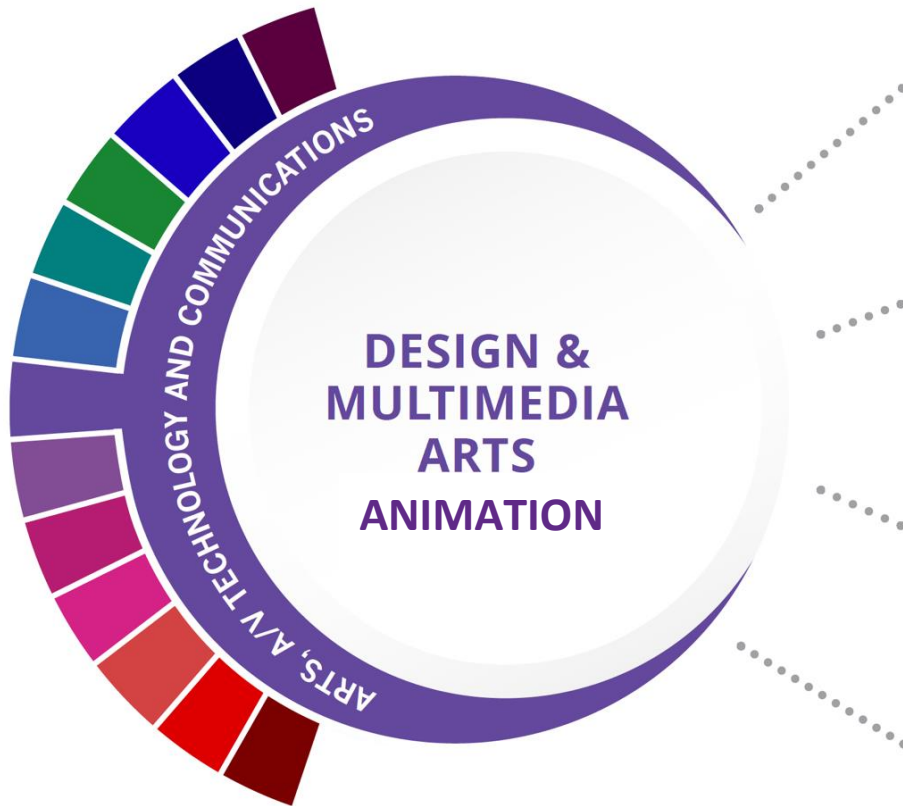 ARTS, A/V TECHNOLOGY AND COMMUNICATIONS
DESIGN &
MULTIMEDIA
ARTS
ANIMATION